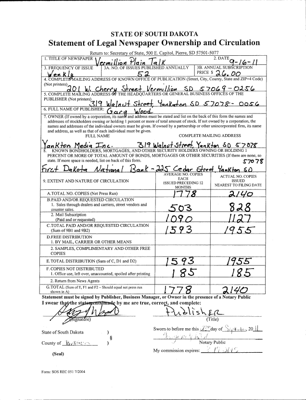 STATE OF SOUTH DAKOTA
Statement of Legal Newspaper Ownership and Circulation
Return to: Secretary of State, 500 E. Capitol, Pierre, SD 57501-5077
1. TITLE OF NEWSPAPER Vermillion Plain Talk 2. DATE 9-16-11
3. FREQUENCY OF ISSUE Weekly 3A. NO. OF ISSUES PUBLISHED ANNUALLY 52 3B. ANNUAL SUBSCRIPTION PRICE $ 26.00
4. COMPLETE MAILING ADDRESS OF KNOWN OFFICE OF PUBLICATION (Street, City, County, State and ZIP+4 Code)
(Not printers) 201 W. Cherry Street Vermillion SD 57069-0256
5. COMPLETE MAILING ADDRESS OF THE HEADQUARTERS OF GENERAL BUSINESS OFFICES OF THE
PUBLISHER (Not printer) 319 Walnut Street Yankton SD 57078-0056
6. PUBLISHER Gary Wood
7. OWNER (If owned by a corporation, its name and address must be stated and list on the back of this form the names and
addresses of stockholders owning or holding 1 percent or more of total amount of stock. If not owned by a corporation, the
names and addresses of the individual owners must be given. If owned by a partnership or other unincorporated firm, its name
and address, as well as that of each individual must be given.
FULL NAME COMPLETE MAILING ADDRESS
Yankton Media Inc. 319 Walnut Street, Yankton SD 57078
8. KNOWN BONDHOLDERS, MORTGAGEES, AND OTHER SECURITY HOLDERS OWNING OR HOLDING 1
PERCENT OR MORE OF TOTAL AMOUNT OF BONDS, MORTGAGES OR OTHER SECURITIES (If there are none, so
state. If more space is needed, list on back of this form.
57078
First Dakota National Bank - 225 Cedar Street, Yankton SD
9. EXTENT AND NATURE OF CIRCULATION AVERAGE NO. COPIES EACH ISSUE PRECEDING 12 MONTHS ACTUAL NO. COPIES ISSUED NEAREST TO FILING DATE
A. TOTAL NO. COPIES (Net Press Run) 1778 2140
B. PAID AND/OR REQUESTED CIRCULATION
1. Sales through dealers and carriers, street vendors and
counter sales. 503 828
2. Mail Subscription
(Paid and or requested) 1090 1127
C. TOTAL PAID AND/OR REQUESTED CIRCULATION
(Sum of 9B1 and 9B2) 1593 1955
D. FREE DISTRIBUTION
1. BY MAIL, CARRIER OR OTHER MEANS
2. SAMPLES, COMPLIMENTARY AND OTHER FREE
COPIES
E. TOTAL DISTRIBUTION (Sum of C, D1 and D2) 1593 1955
F. COPIES NOT DISTRIBUTED
1. Office use, left over, unaccounted, spoiled after printing 185 185
2. Return from News Agents
G. TOTAL (Sum of E, F1 and F2 - Should equal net press run
shown in A) 1778 2140
Statement must be signed by Publisher, Business Manager, or Owner in the presence of a Notary Public
I swear that the statements made by me are true, correct, and complete:
Publisher
(Title)
State of South Dakota )
County of )
(Seal)
Sworn to before me this day of
Notary Public
My commission expires:
Form: SOS REC 051 7/2004